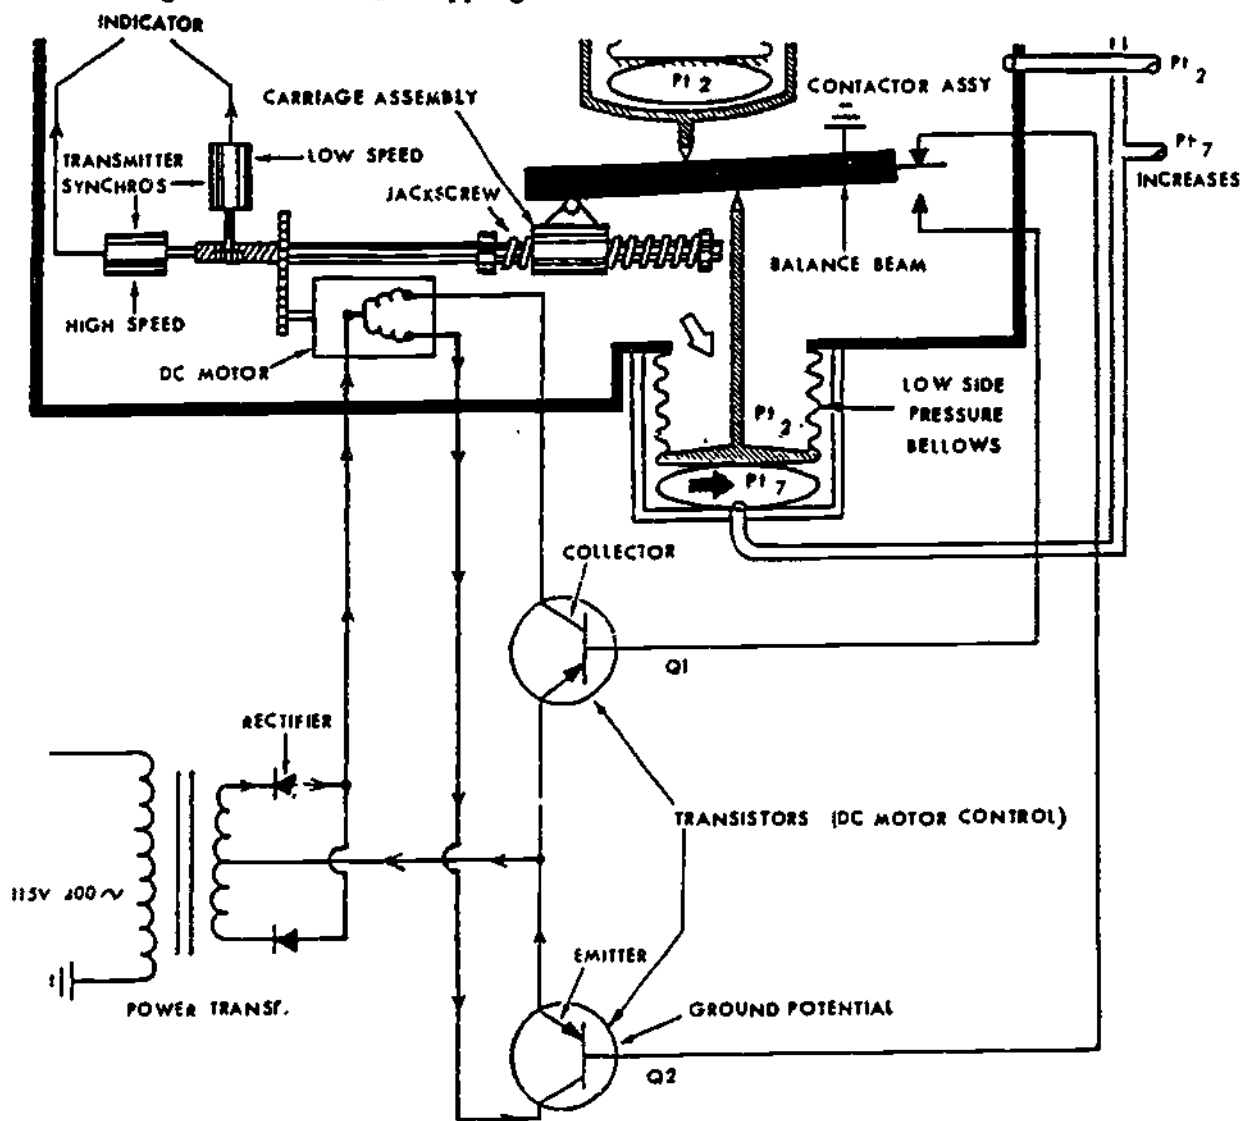 INDICATOR
CARRIAGE ASSEMBLY
Pt 2
CONTACTOR ASSY
Pt 2
TRANSMITTER
SYNCHROS
LOW SPEED
JACKSCREW
Pt 7
INCREASES
BALANCE BEAM
HIGH SPEED
DC MOTOR
LOW SIDE
PRESSURE
BELLOWS
Pt 2
Pt 7
COLLECTOR
Q1
RECTIFIER
TRANSISTORS (DC MOTOR CONTROL)
115V 400~
EMITTER
GROUND POTENTIAL
POWER TRANSF.
Q2